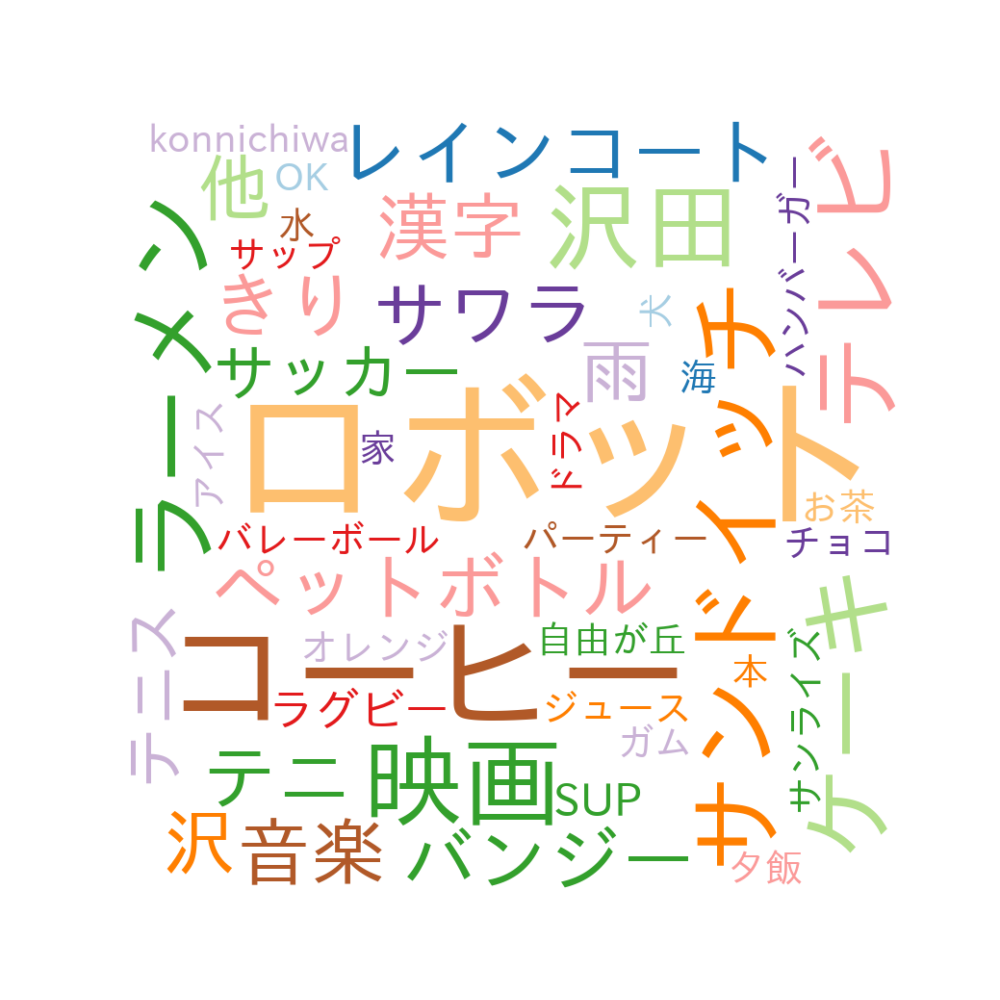 konnichiwa
レインコート
テレビ
他
OK
ハンバーガー
漢字
沢田
ラーメン
水
サップ
きり
サワラ
犬
サンドイッチ
サッカー
雨
海
ロボット
ドラマ
アイス
家
お茶
バレーボール
パーティー
チョコ
ペットボトル
ケーキ
テニス
コーヒー
オレンジ
自由が丘
サンライズ
本
ラグビー
ジュース
ガム
テニ
映画
SUP
沢
音楽
バンジー
夕飯